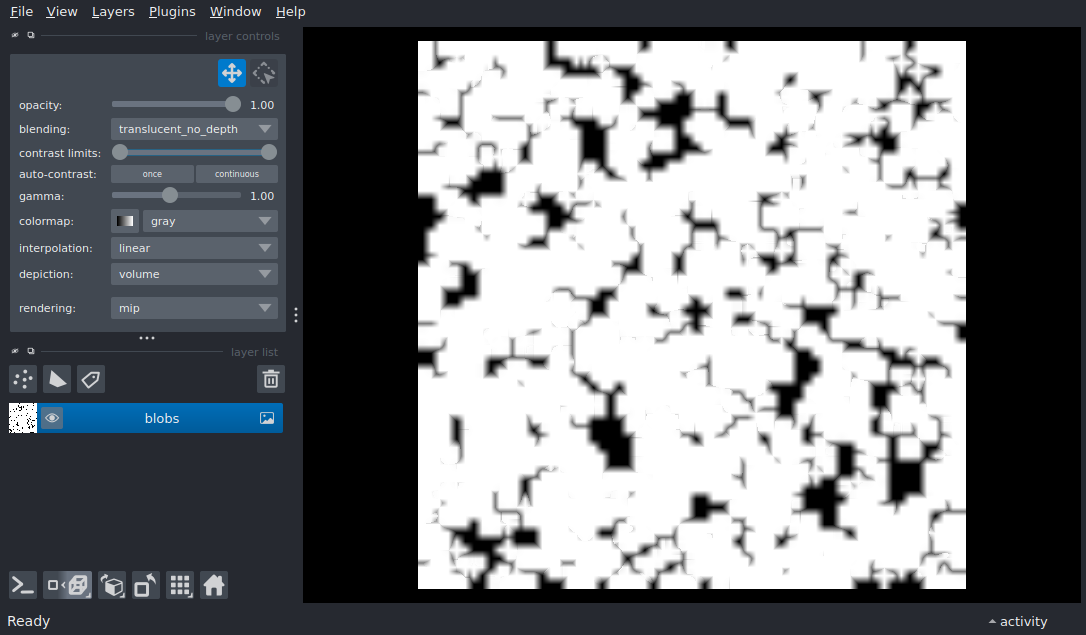 File View Layers Plugins Window Help
layer controls
opacity: 1.00
blending: translucent_no_depth
contrast limits:
auto-contrast: once continuous
gamma: 1.00
colormap: gray
interpolation: linear
depiction: volume
rendering: mip
layer list
blobs
Ready
activity